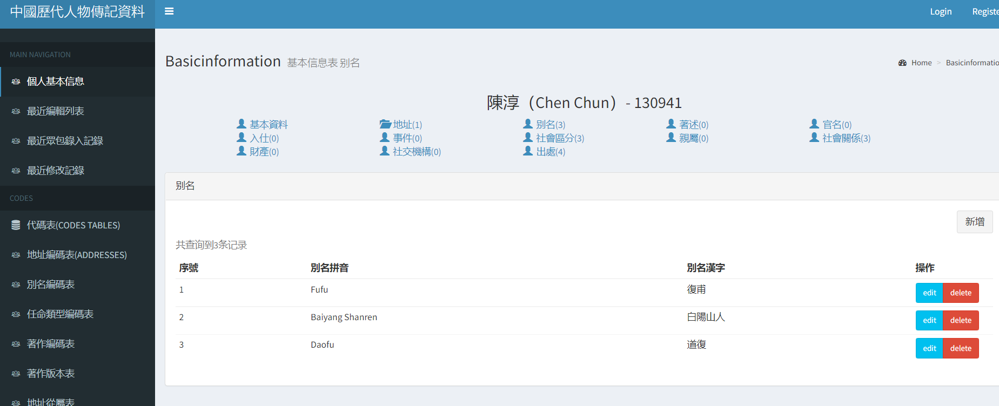 中國歷代人物傳記資料
Login Registe
MAIN NAVIGATION
個人基本信息
最近編輯列表
最近眾包錄入記錄
最近修改記錄
CODES
代碼表(CODES TABLES)
地址編碼表(ADDRESSES)
別名編碼表
任命類型編碼表
著作編碼表
著作版本表
地址從屬表
Basicinformation 基本信息表 别名
Home > Basicinformatio
陳淳（Chen Chun）- 130941
基本資料 地址(1) 别名(3) 著述(0) 官名(0)
入仕(0) 事件(0) 社會區分(3) 親屬(0) 社會關係(3)
財產(0) 社交機構(0) 出處(4)
别名
新增
共查询到3条记录
序號 別名拼音 別名漢字 操作
1 Fufu 復甫 edit delete
2 Baiyang Shanren 白陽山人 edit delete
3 Daofu 道復 edit delete